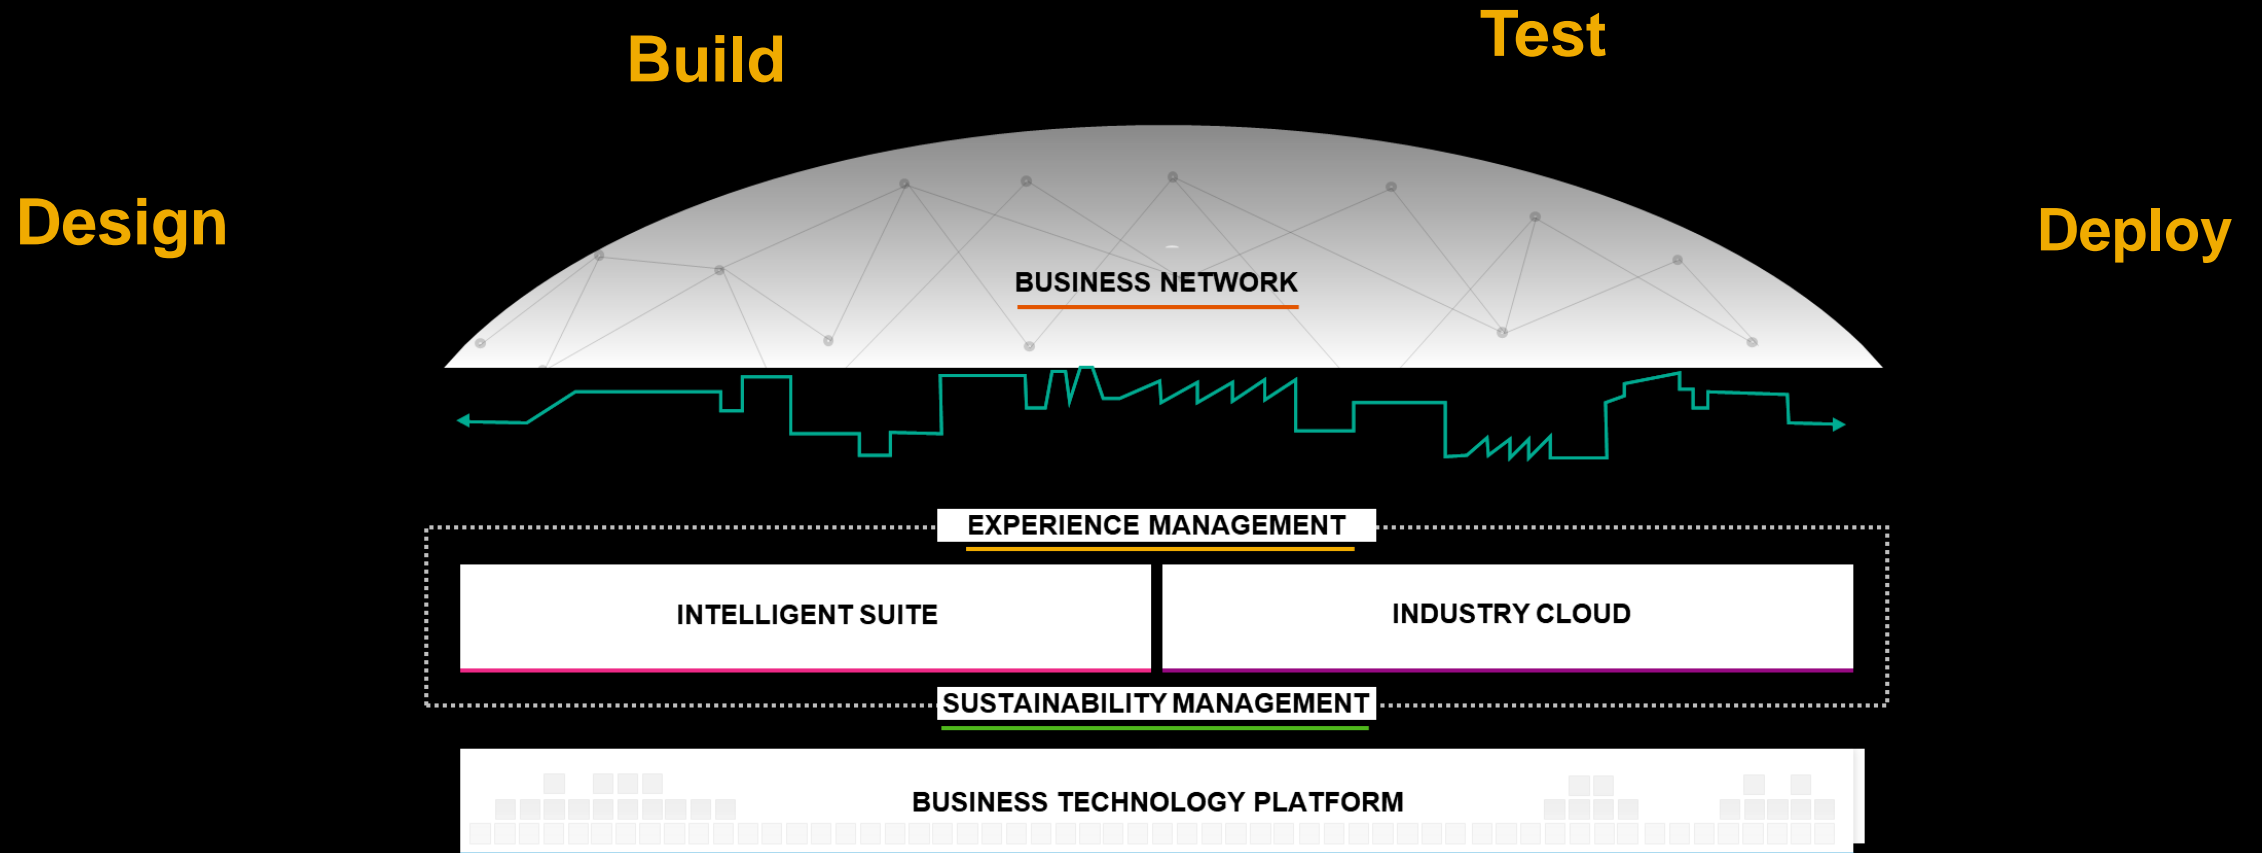 Design
Build
Test
Deploy
BUSINESS NETWORK
EXPERIENCE MANAGEMENT
INTELLIGENT SUITE
INDUSTRY CLOUD
SUSTAINABILITY MANAGEMENT
BUSINESS TECHNOLOGY PLATFORM